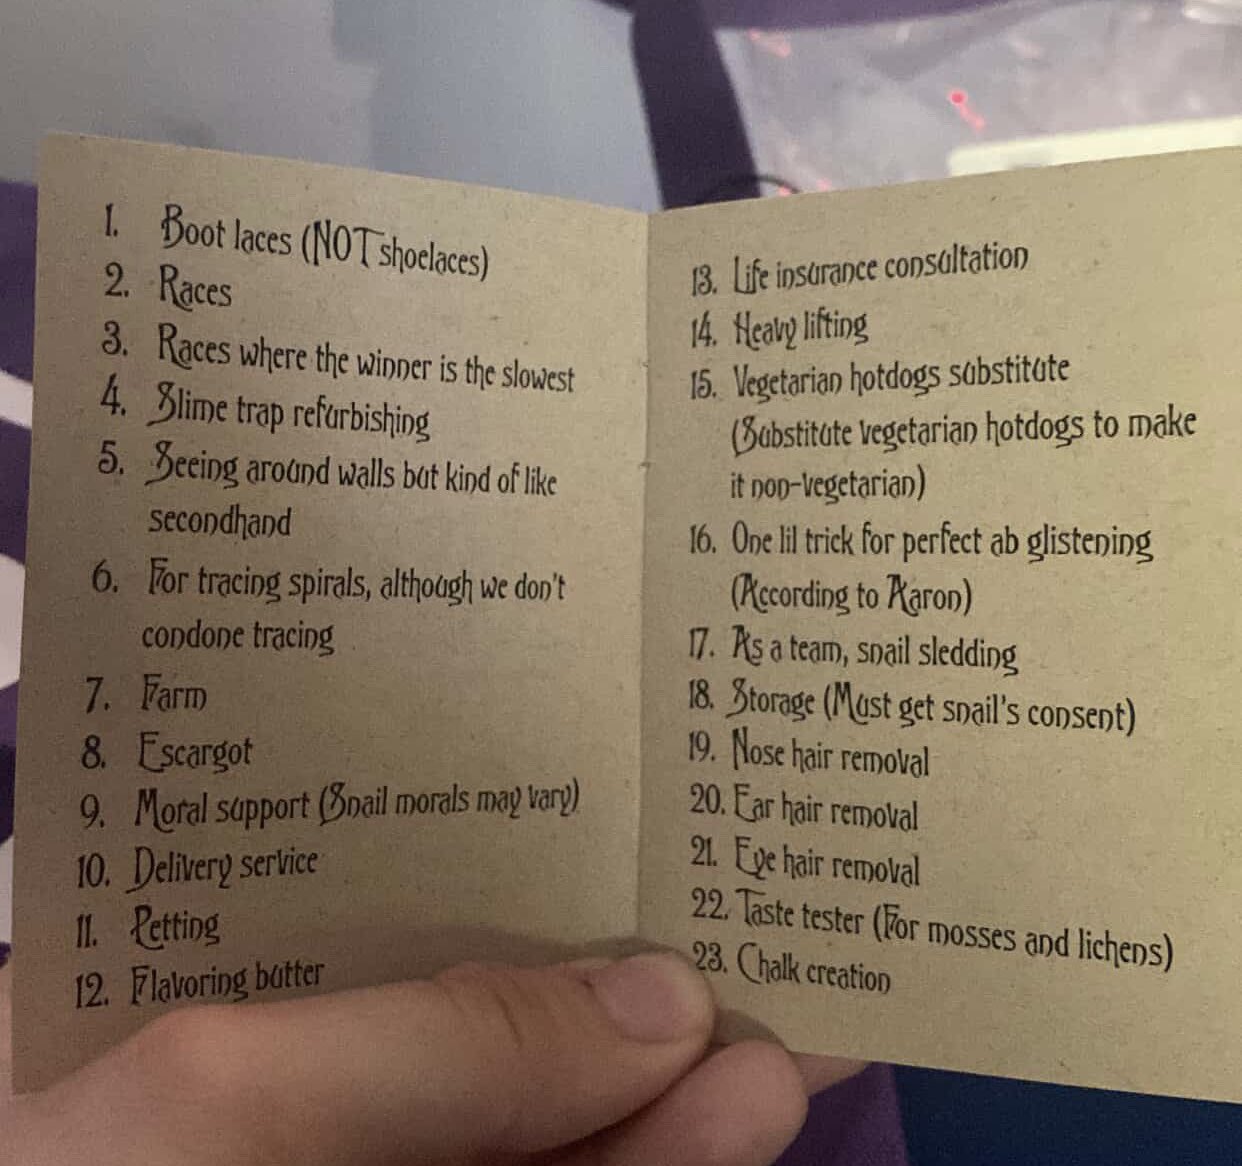 1. Boot laces (NOT shoelaces)
2. Races
3. Races where the winner is the slowest
4. Slime trap refurbishing
5. Seeing around walls but kind of like
secondhand
6. For tracing spirals, although we don't
condone tracing
7. Farm
8. Escargot
9. Moral support (Snail morals may vary)
10. Delivery service
11. Petting
12. Flavoring butter
13. Life insurance consultation
14. Heavy lifting
15. Vegetarian hotdogs substitute
(Substitute vegetarian hotdogs to make
it non-vegetarian)
16. One lil trick for perfect ab glistening
(According to Aaron)
17. As a team, snail sledding
18. Storage (Must get snail's consent)
19. Nose hair removal
20. Ear hair removal
21. Eye hair removal
22. Taste tester (For mosses and lichens)
23. Chalk creation